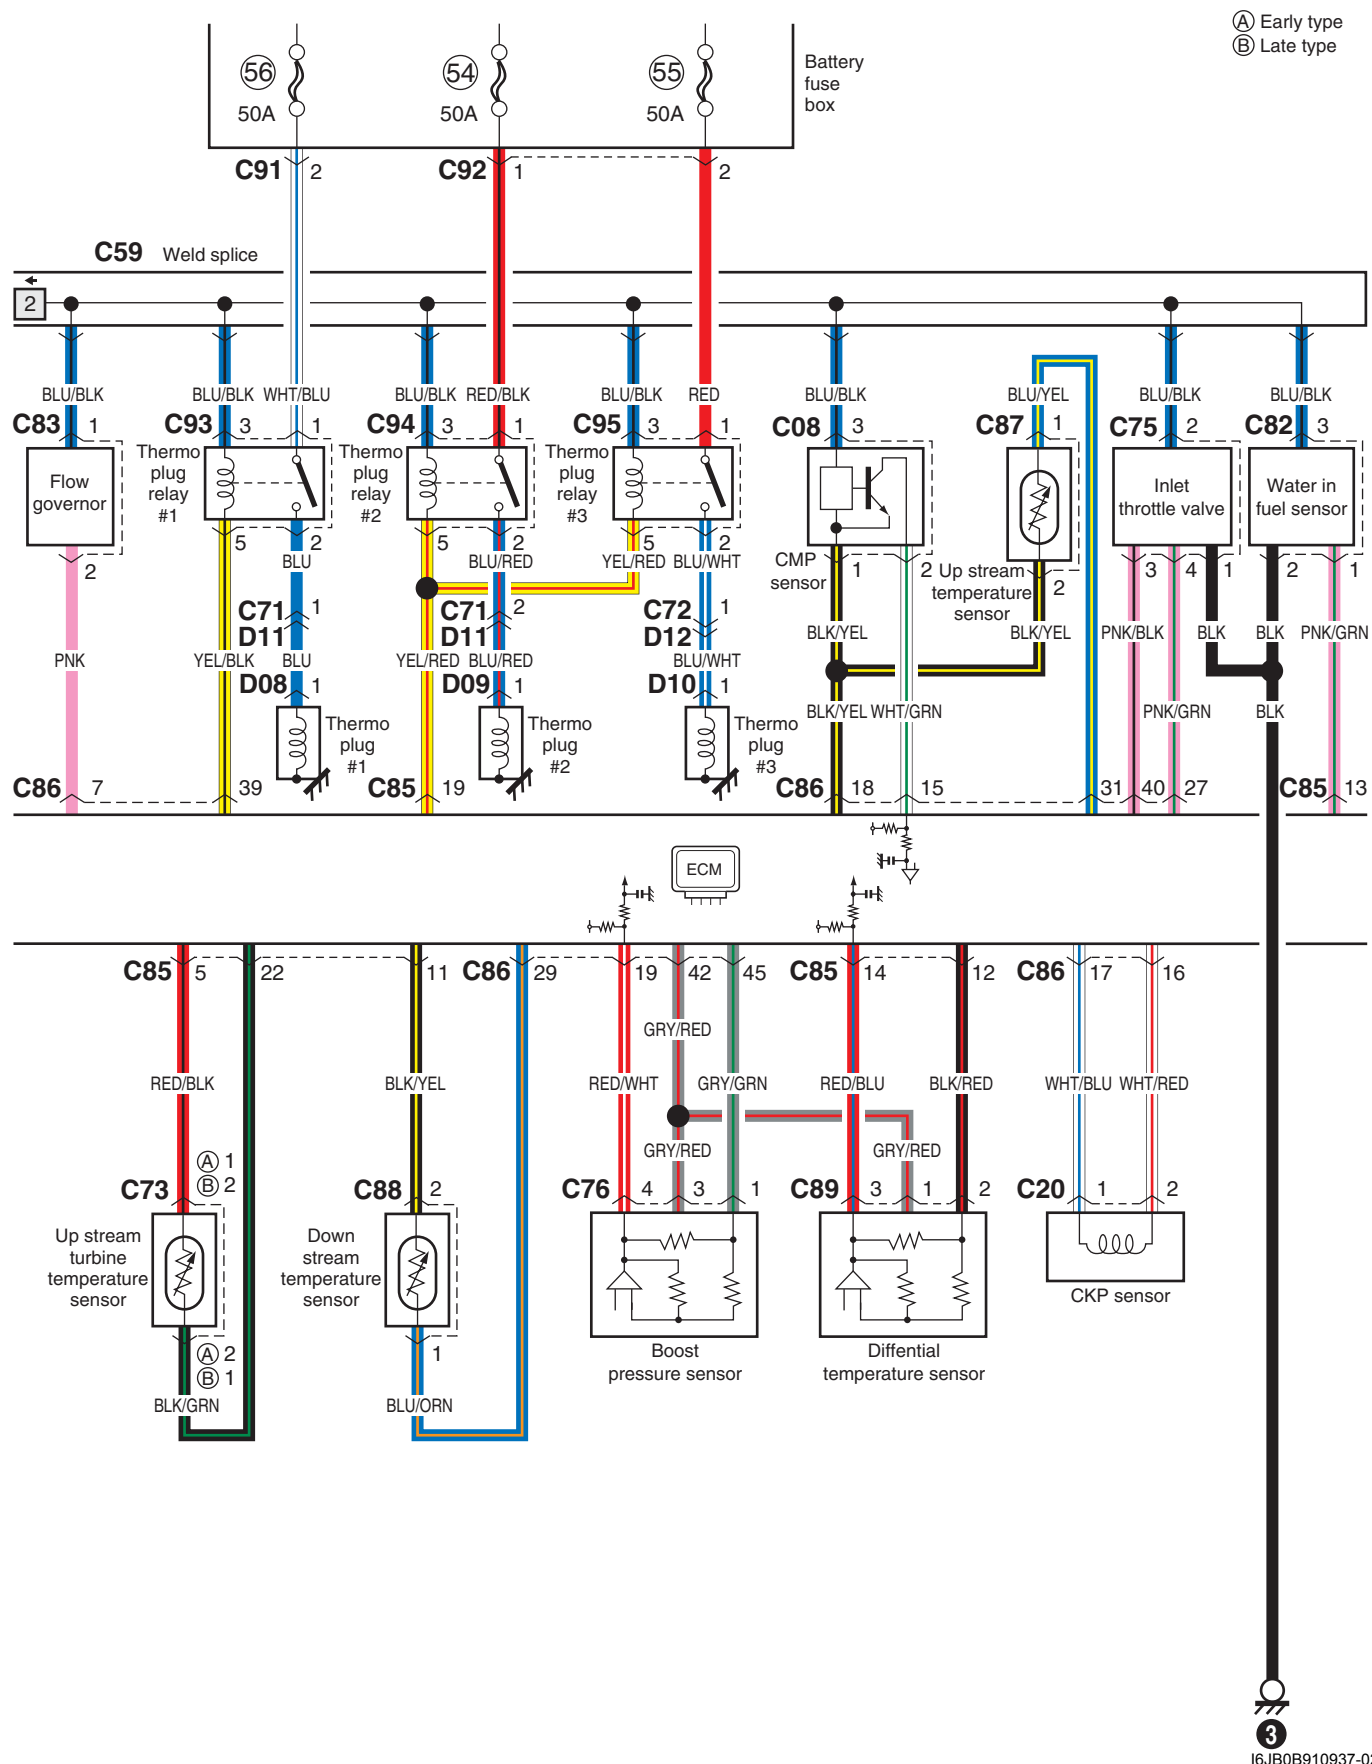 Ⓐ Early type
Ⓑ Late type
56 54 55
50A 50A 50A
Battery
fuse
box
C91 2 C92 1 2
C59 Weld splice
2
BLU/BLK BLU/BLK WHT/BLU BLU/BLK RED/BLK BLU/BLK RED BLU/BLK BLU/YEL BLU/BLK BLU/BLK
C83 1 C93 3 1 C94 3 1 C95 3 1 C08 3 C87 1 C75 2 C82 3
Flow
governor
Thermo
plug
relay
#1
Thermo
plug
relay
#2
Thermo
plug
relay
#3
Inlet
throttle valve
Water in
fuel sensor
2 5 2 5 2 5 2
CMP
sensor
1 2
Up stream
temperature
sensor
2 3 4 1 2 1
BLU BLU/RED YEL/RED BLU/WHT
C71 1 C71 2 C72 1
D11 D11 D12
BLK/YEL BLK/YEL PNK/BLK BLK BLK PNK/GRN
PNK YEL/BLK BLU YEL/RED BLU/RED BLU/WHT
D08 1 D09 1 D10 1
BLK/YEL WHT/GRN PNK/GRN BLK
Thermo
plug
#1
Thermo
plug
#2
Thermo
plug
#3
C86 7 39 C85 19 C86 18 15 31 40 27 C85 13
ECM
C85 5 22 11 C86 29 19 42 45 C85 14 12 C86 17 16
GRY/RED
RED/BLK BLK/YEL RED/WHT GRY/GRN RED/BLU BLK/RED WHT/BLU WHT/RED
GRY/RED GRY/RED
Ⓐ 1
Ⓑ 2
C73 C88 2 C76 4 3 1 C89 3 1 2 C20 1 2
Up stream
turbine
temperature
sensor
Down
stream
temperature
sensor
CKP sensor
Boost
pressure sensor
Diffential
temperature sensor
Ⓐ 2
Ⓑ 1
1
BLK/GRN BLU/ORN
3